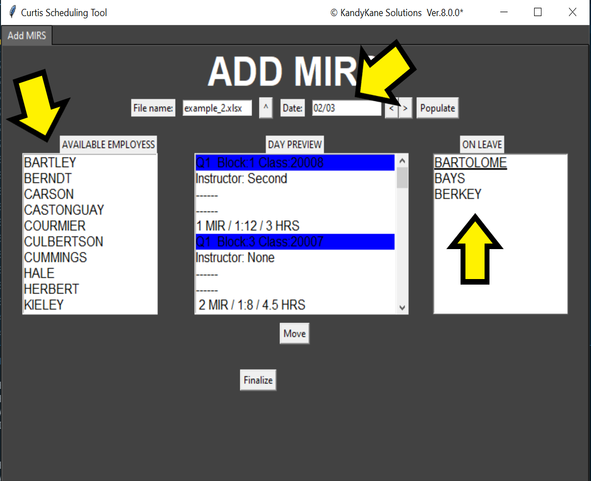 Curtis Scheduling Tool © KandyKane Solutions Ver.8.0.0*
Add MIRS
ADD MIRS
File name: example_2.xlsx ^ Date: 02/03 < > Populate
AVAILABLE EMPLOYESS
BARTLEY
BERNDT
CARSON
CASTONGUAY
COURMIER
CULBERTSON
CUMMINGS
HALE
HERBERT
KIELEY
DAY PREVIEW
Q1 Block:1 Class:20006
Instructor: Second
------
------
1 MIR / 1:12 / 3 HRS
Q1 Block:3 Class:20007
Instructor: None
------
------
2 MIR / 1:8 / 4.5 HRS
ON LEAVE
BARTOLOME
BAYS
BERKEY
Move
Finalize